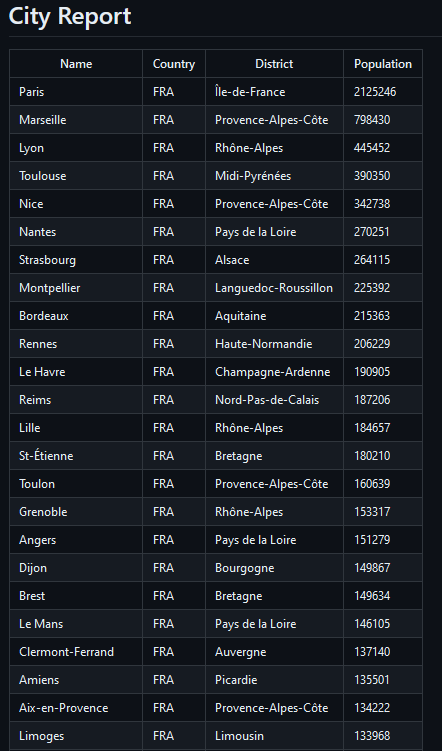 City Report
Name Country District Population
Paris FRA Île-de-France 2125246
Marseille FRA Provence-Alpes-Côte 798430
Lyon FRA Rhône-Alpes 445452
Toulouse FRA Midi-Pyrénées 390350
Nice FRA Provence-Alpes-Côte 342738
Nantes FRA Pays de la Loire 270251
Strasbourg FRA Alsace 264115
Montpellier FRA Languedoc-Roussillon 225392
Bordeaux FRA Aquitaine 215363
Rennes FRA Haute-Normandie 206229
Le Havre FRA Champagne-Ardenne 190905
Reims FRA Nord-Pas-de-Calais 187206
Lille FRA Rhône-Alpes 184657
St-Étienne FRA Bretagne 180210
Toulon FRA Provence-Alpes-Côte 160639
Grenoble FRA Rhône-Alpes 153317
Angers FRA Pays de la Loire 151279
Dijon FRA Bourgogne 149867
Brest FRA Bretagne 149634
Le Mans FRA Pays de la Loire 146105
Clermont-Ferrand FRA Auvergne 137140
Amiens FRA Picardie 135501
Aix-en-Provence FRA Provence-Alpes-Côte 134222
Limoges FRA Limousin 133968